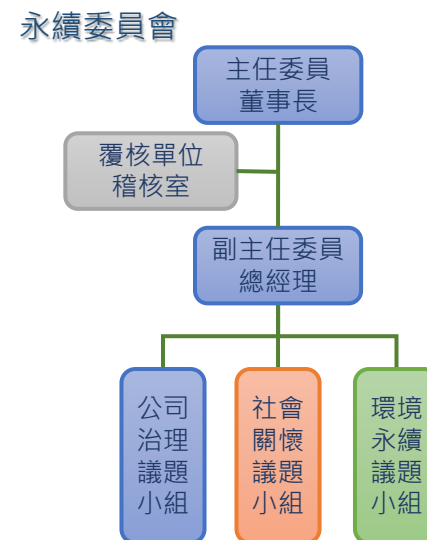 永續委員會
主任委員
董事長
覆核單位
稽核室
副主任委員
總經理
公司
治理
議題
小組
社會
關懷
議題
小組
環境
永續
議題
小組